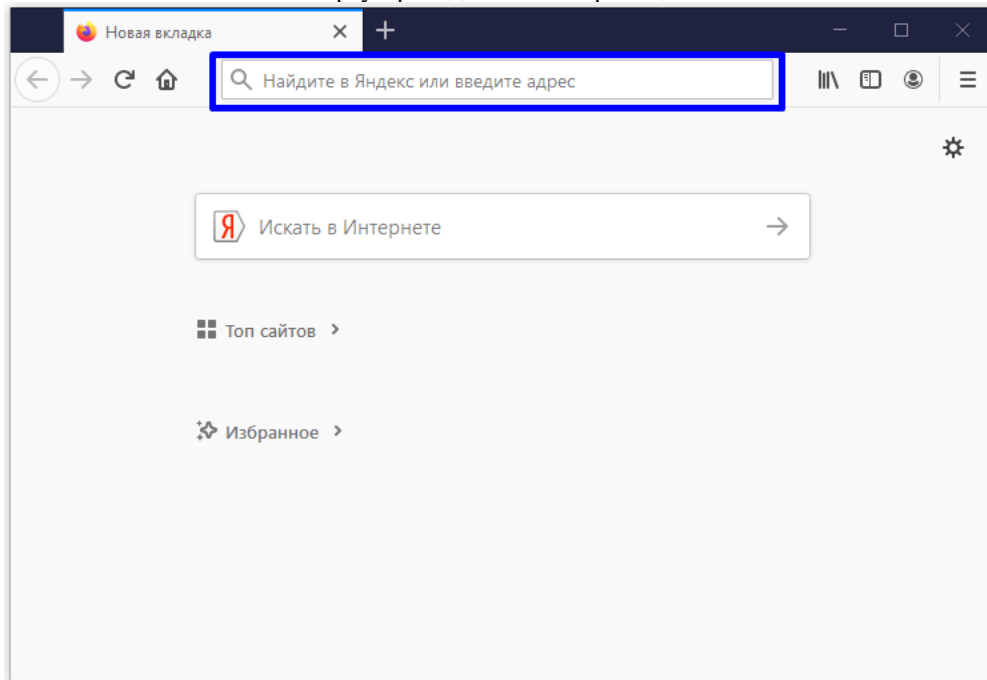 Новая вкладка
Найдите в Яндекс или введите адрес
Я Искать в Интернете
Топ сайтов
Избранное